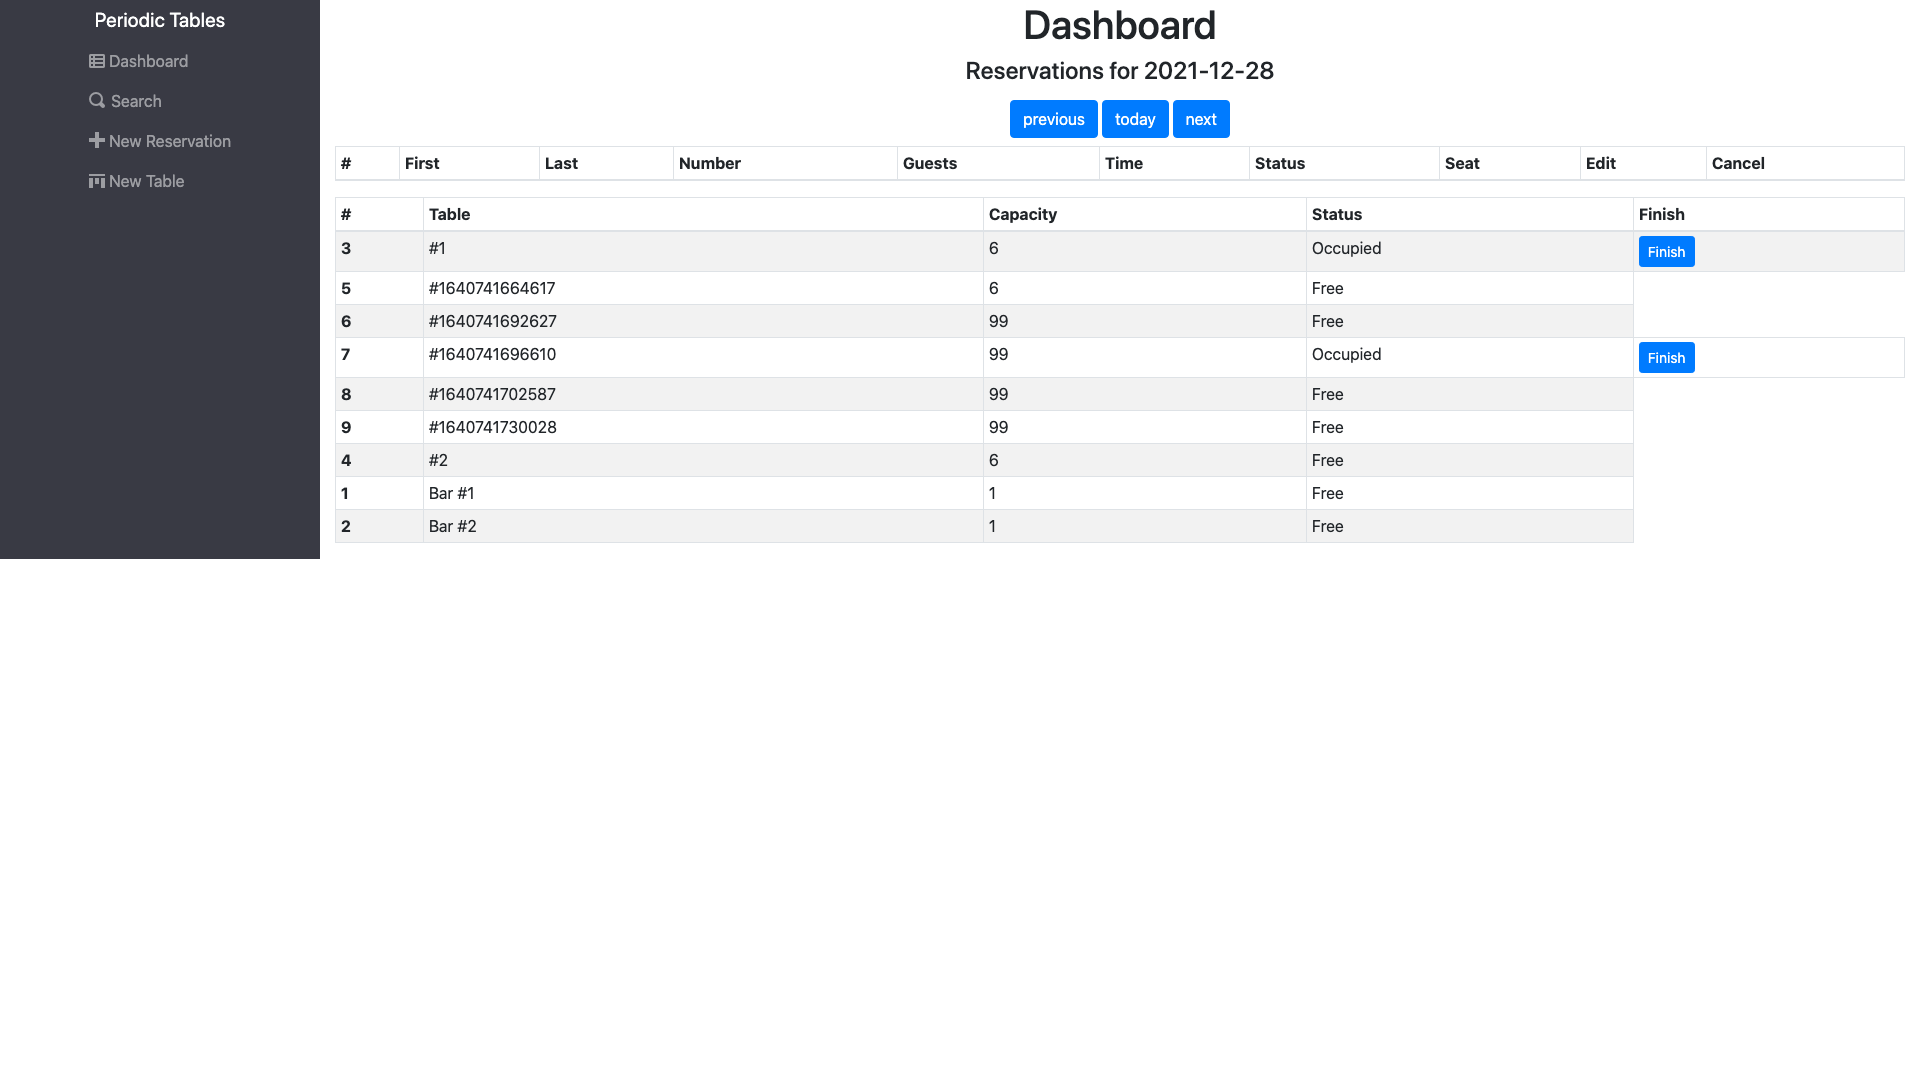 Periodic Tables
Dashboard
Search
New Reservation
New Table
Dashboard
Reservations for 2021-12-28
previous today next
# First Last Number Guests Time Status Seat Edit Cancel
# Table Capacity Status Finish
3 #1 6 Occupied Finish
5 #1640741664617 6 Free
6 #1640741692627 99 Free
7 #1640741696610 99 Occupied Finish
8 #1640741702587 99 Free
9 #1640741730028 99 Free
4 #2 6 Free
1 Bar #1 1 Free
2 Bar #2 1 Free